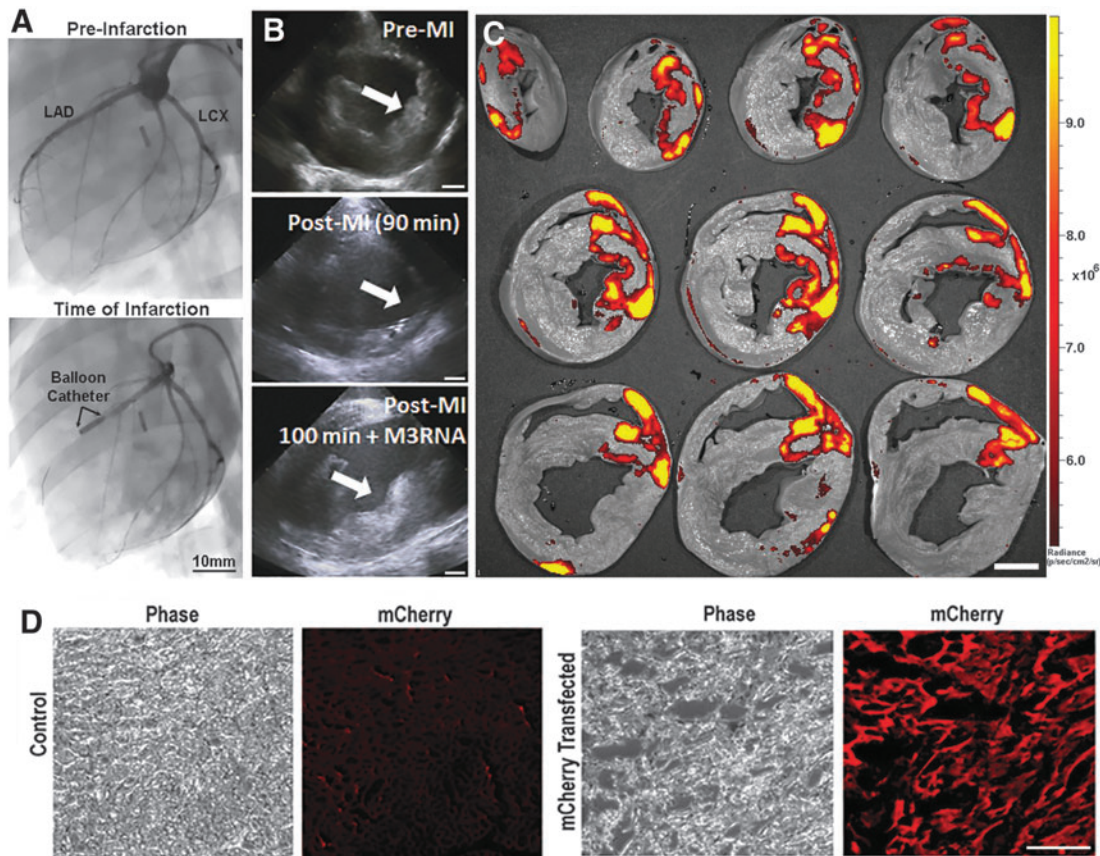 A
Pre-Infarction
LAD
LCX
Time of Infarction
Balloon
Catheter
10mm
B
Pre-MI
Post-MI (90 min)
Post-MI
100 min + M3RNA
C
9.0
8.0
x10⁶
7.0
6.0
Radiance
(p/sec/cm2/sr)
D
Phase
mCherry
Phase
mCherry
Control
mCherry Transfected